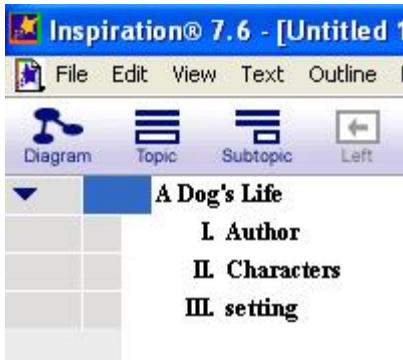 Inspiration® 7.6 - [Untitled 1
File Edit View Text Outline
Diagram Topic Subtopic Left
A Dog's Life
I. Author
II. Characters
III. setting